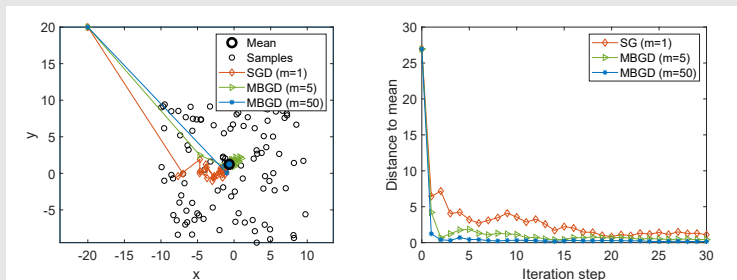 20
15
10
5
0
-5
-20
-15
-10
-5
0
5
10
x
y
Mean
Samples
SGD (m=1)
MBGD (m=5)
MBGD (m=50)
30
25
20
15
10
5
0
0
5
10
15
20
25
30
Iteration step
Distance to mean
SG (m=1)
MBGD (m=5)
MBGD (m=50)